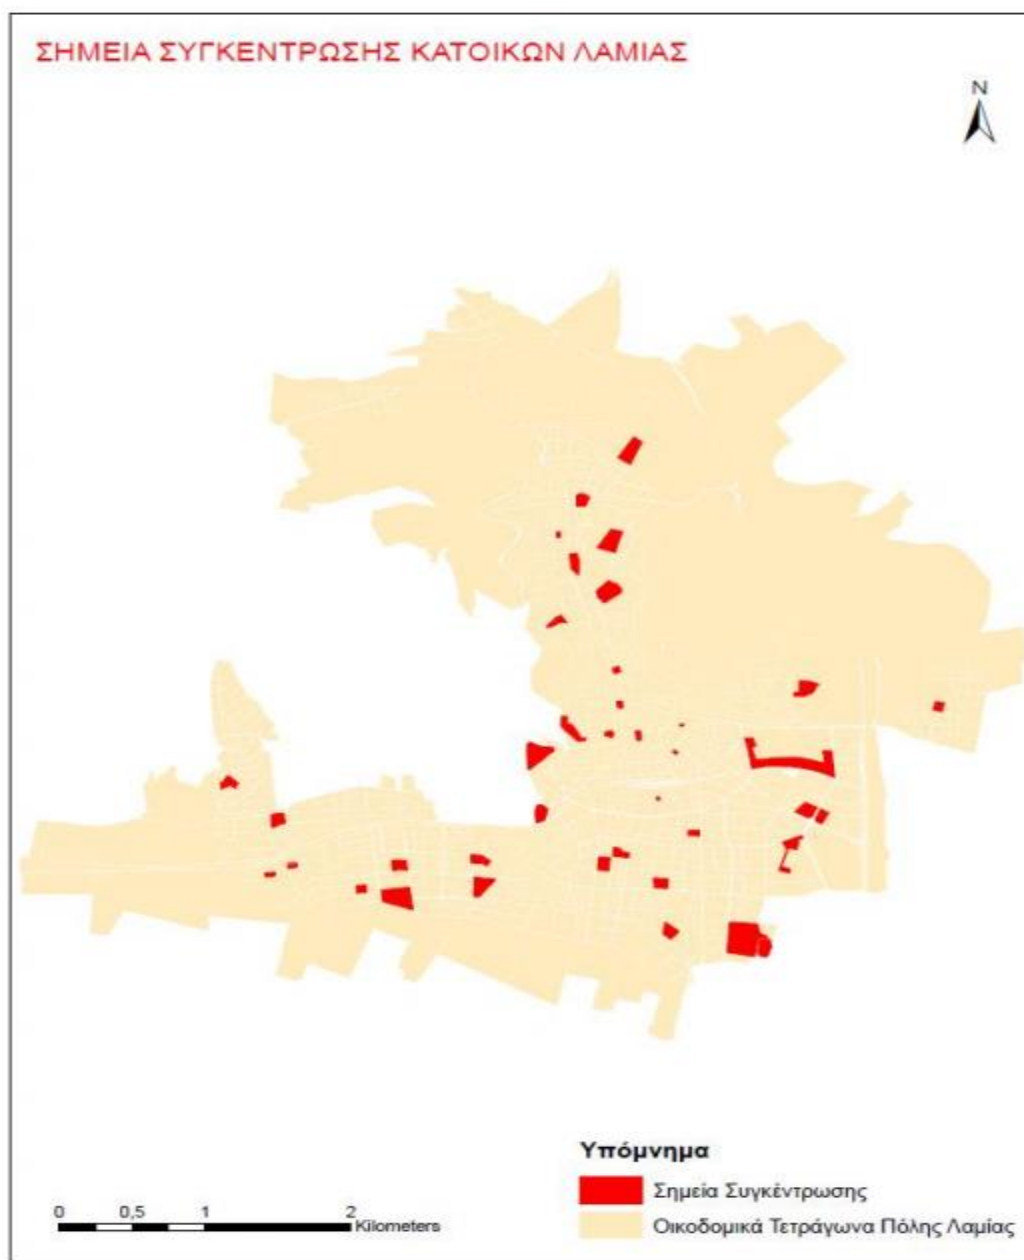 ΣΗΜΕΙΑ ΣΥΓΚΕΝΤΡΩΣΗΣ ΚΑΤΟΙΚΩΝ ΛΑΜΙΑΣ
N
Υπόμνημα
Σημεία Συγκέντρωσης
Οικοδομικά Τετράγωνα Πόλης Λαμίας
0 0,5 1 2
Kilometers